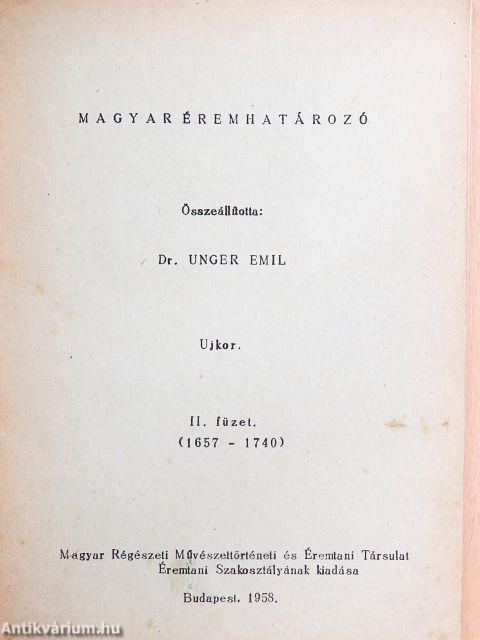 MAGYAR ÉREMHATÁROZÓ
Összeállította:
Dr. UNGER EMIL
Ujkor.
II. füzet.
(1657 - 1740)
Magyar Régészeti Művészettörténeti és Éremtani Társulat
Éremtani Szakosztályának kiadása
Budapest. 1958.
Antikvárium.hu